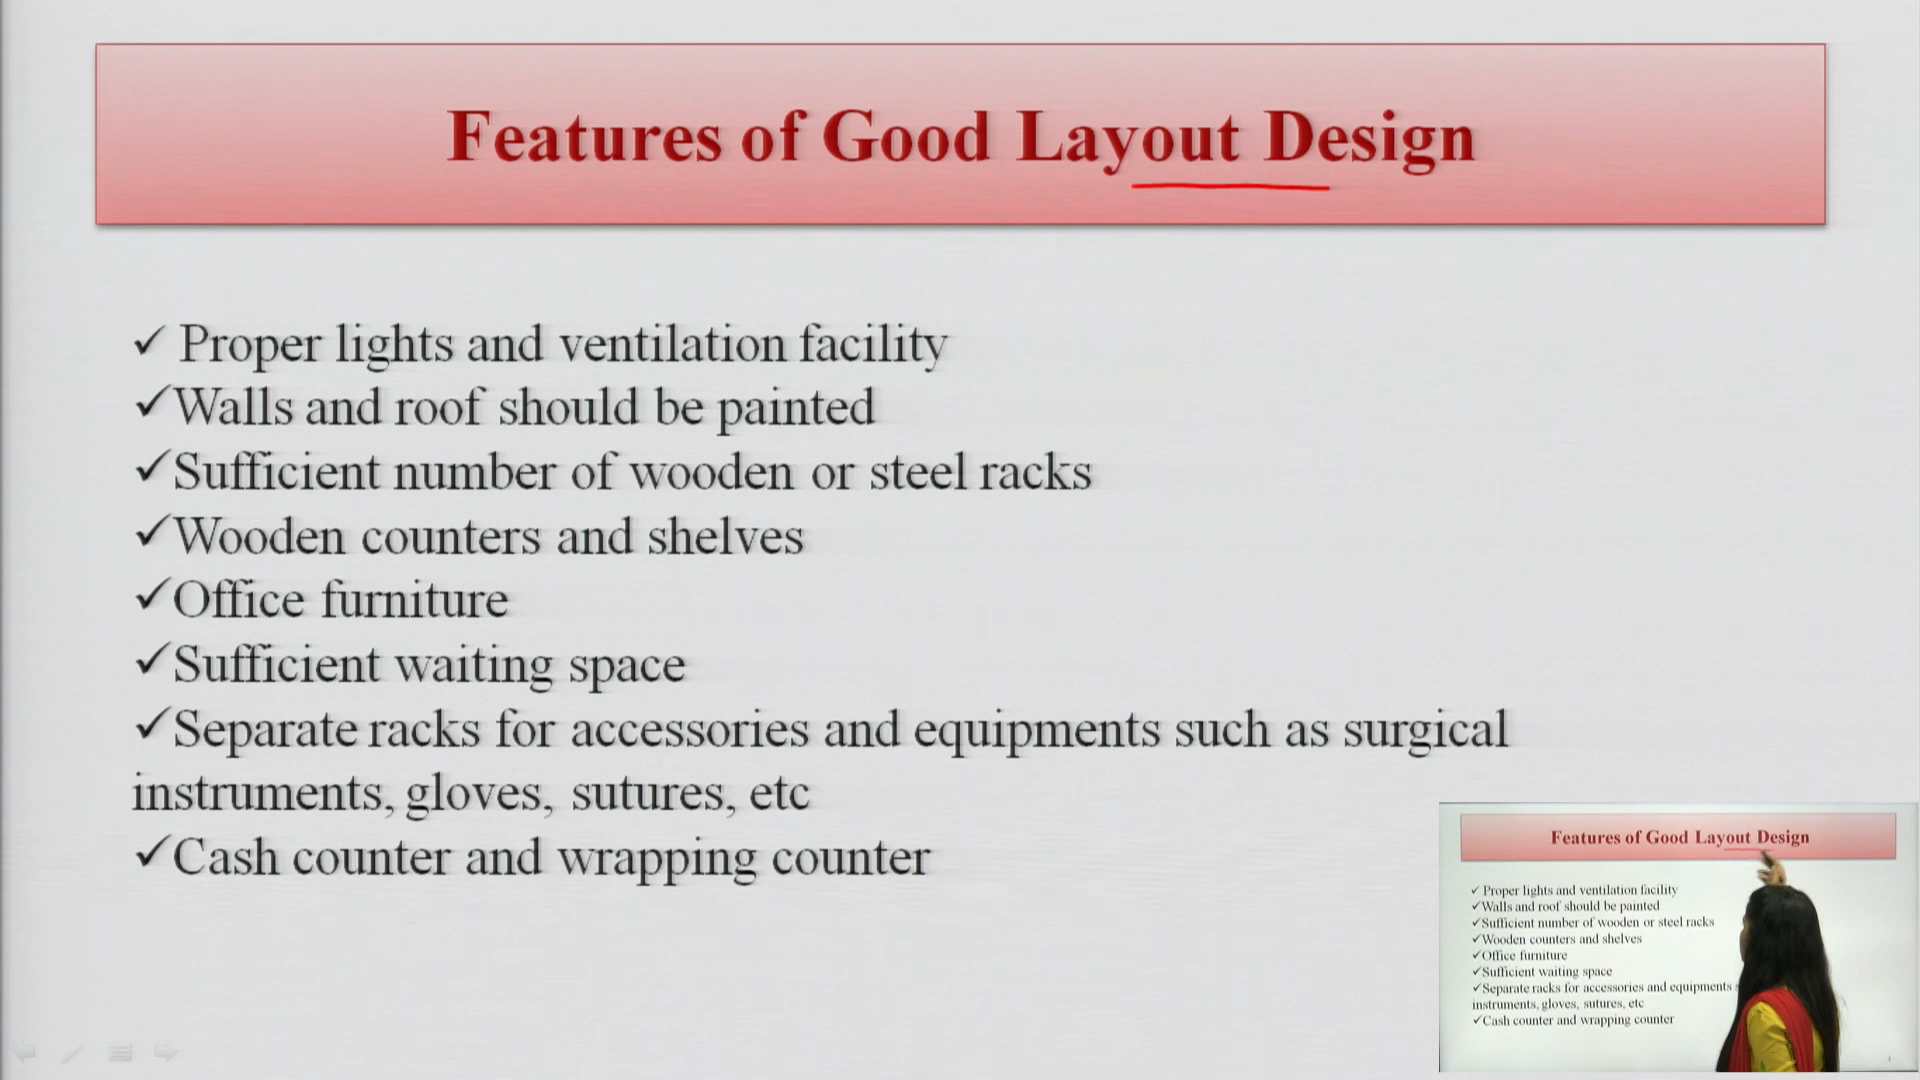 Features of Good Layout Design
✓ Proper lights and ventilation facility
✓Walls and roof should be painted
✓Sufficient number of wooden or steel racks
✓Wooden counters and shelves
✓Office furniture
✓Sufficient waiting space
✓Separate racks for accessories and equipments such as surgical
instruments, gloves, sutures, etc
✓Cash counter and wrapping counter
Features of Good Layout Design
✓ Proper lights and ventilation facility
✓Walls and roof should be painted
✓Sufficient number of wooden or steel racks
✓Wooden counters and shelves
✓Office furniture
✓Sufficient waiting space
✓Separate racks for accessories and equipments
instruments, gloves, sutures, etc
✓Cash counter and wrapping counter